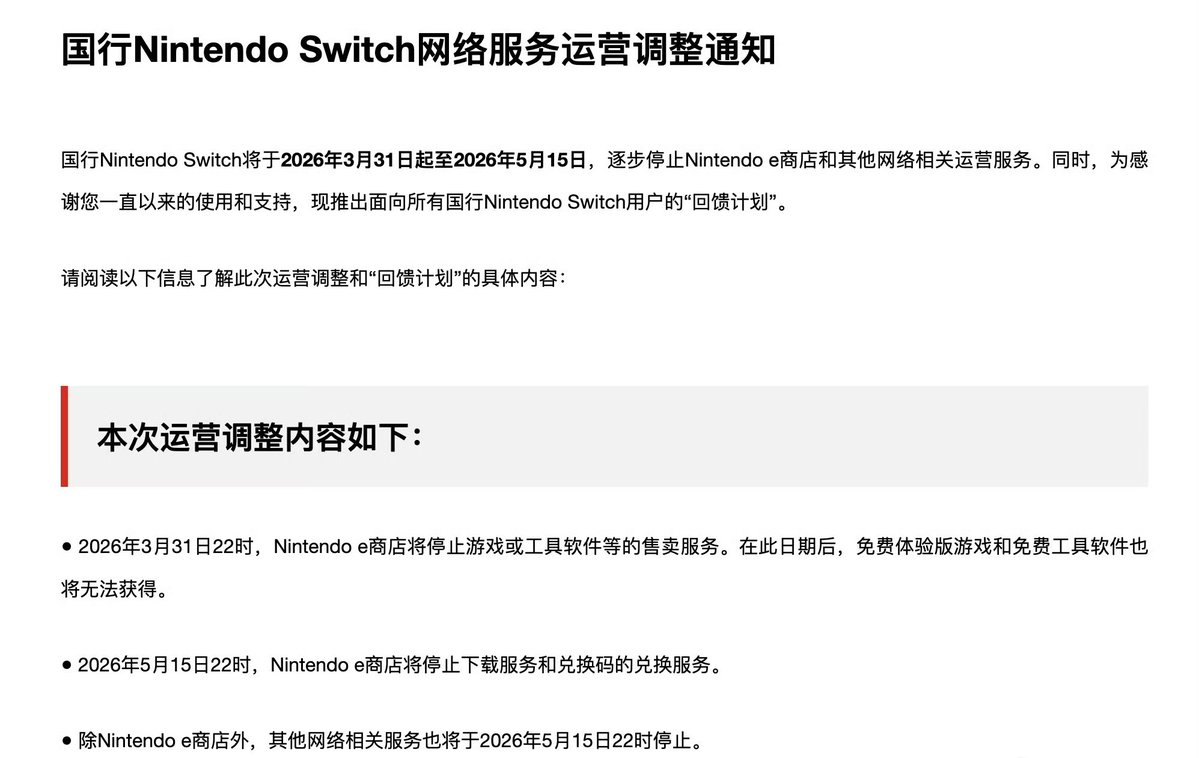 国行Nintendo Switch网络服务运营调整通知
国行Nintendo Switch将于2026年3月31日起至2026年5月15日，逐步停止Nintendo e商店和其他网络相关运营服务。同时，为感
谢您一直以来的使用和支持，现推出面向所有国行Nintendo Switch用户的“回馈计划”。
请阅读以下信息了解此次运营调整和“回馈计划”的具体内容：
本次运营调整内容如下：
● 2026年3月31日22时，Nintendo e商店将停止游戏或工具软件等的售卖服务。在此日期后，免费体验版游戏和免费工具软件也
将无法获得。
● 2026年5月15日22时，Nintendo e商店将停止下载服务和兑换码的兑换服务。
● 除Nintendo e商店外，其他网络相关服务也将于2026年5月15日22时停止。